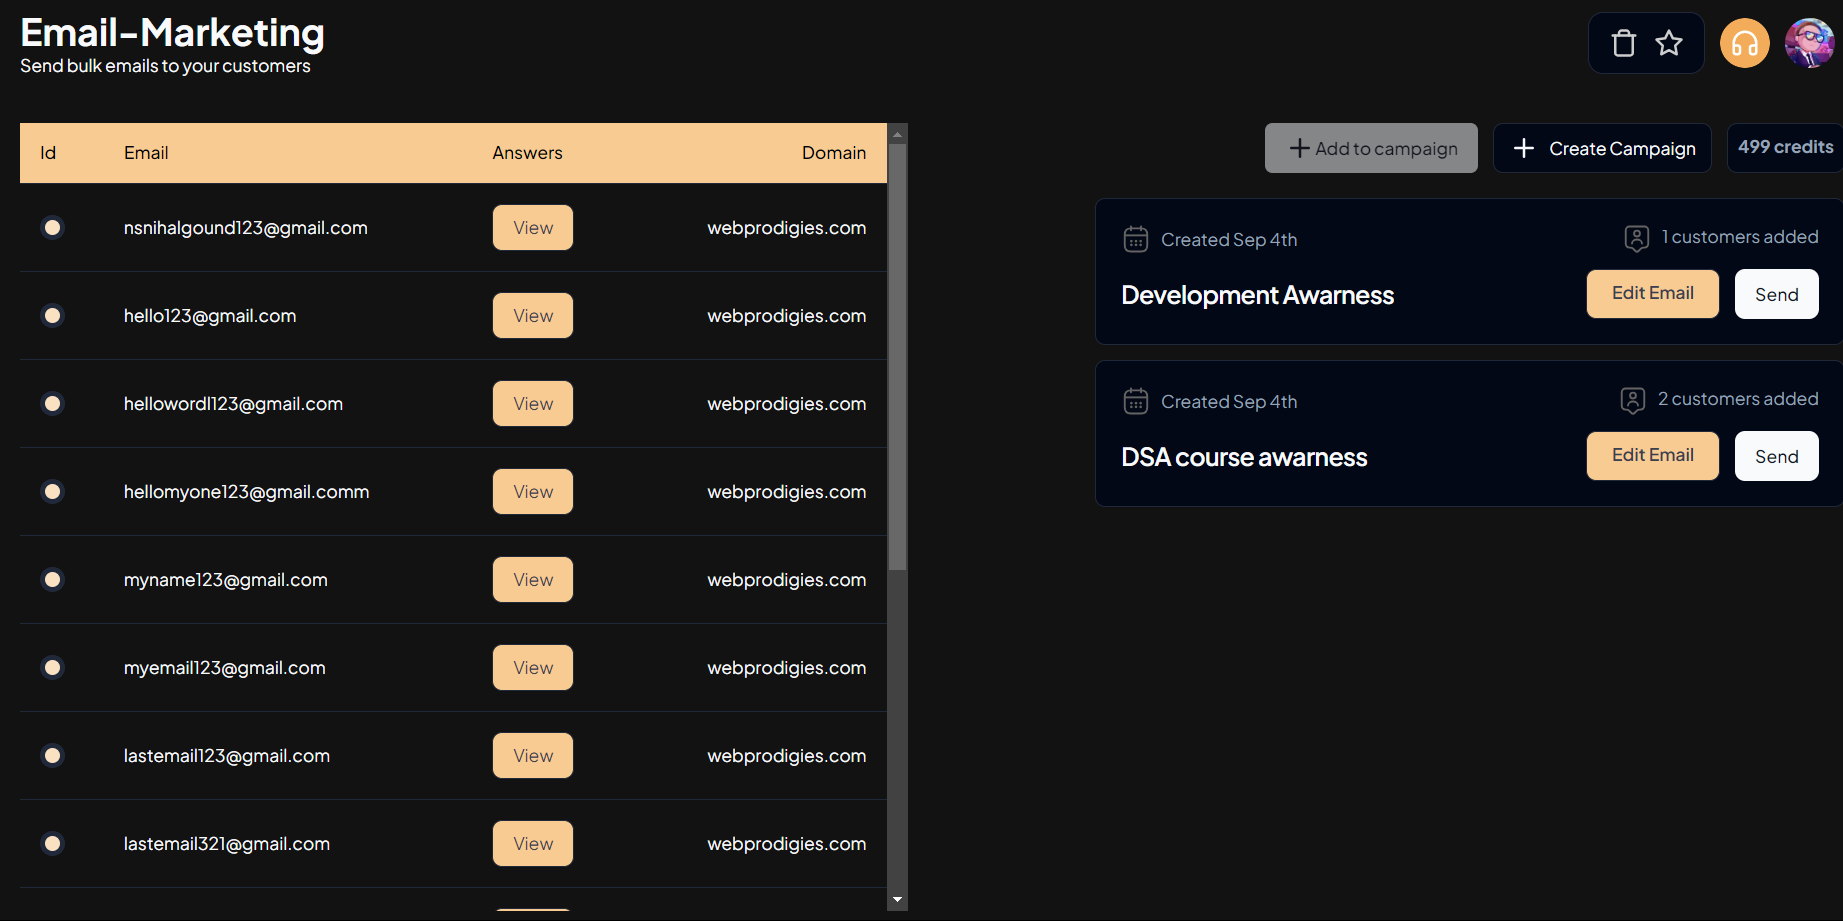 Email-Marketing
Send bulk emails to your customers
Id Email Answers Domain
nsnihalgound123@gmail.com View webprodigies.com
hello123@gmail.com View webprodigies.com
hellowordl123@gmail.com View webprodigies.com
hellomyone123@gmail.comm View webprodigies.com
myname123@gmail.com View webprodigies.com
myemail123@gmail.com View webprodigies.com
lastemail123@gmail.com View webprodigies.com
lastemail321@gmail.com View webprodigies.com
+ Add to campaign + Create Campaign 499 credits
Created Sep 4th 1 customers added
Development Awarness Edit Email Send
Created Sep 4th 2 customers added
DSA course awarness Edit Email Send